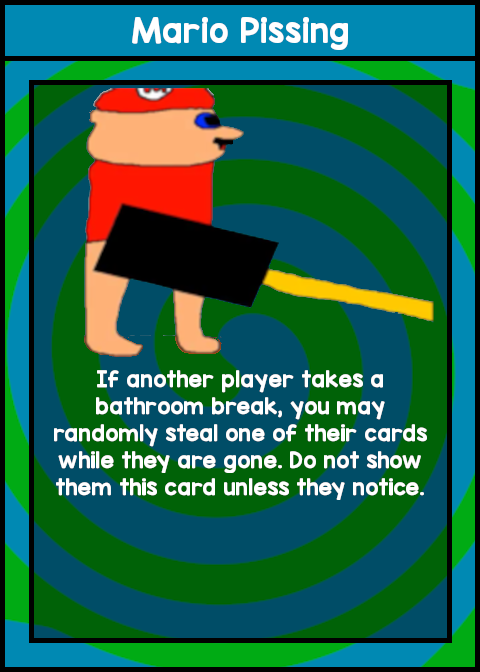 Mario Pissing
If another player takes a
bathroom break, you may
randomly steal one of their cards
while they are gone. Do not show
them this card unless they notice.